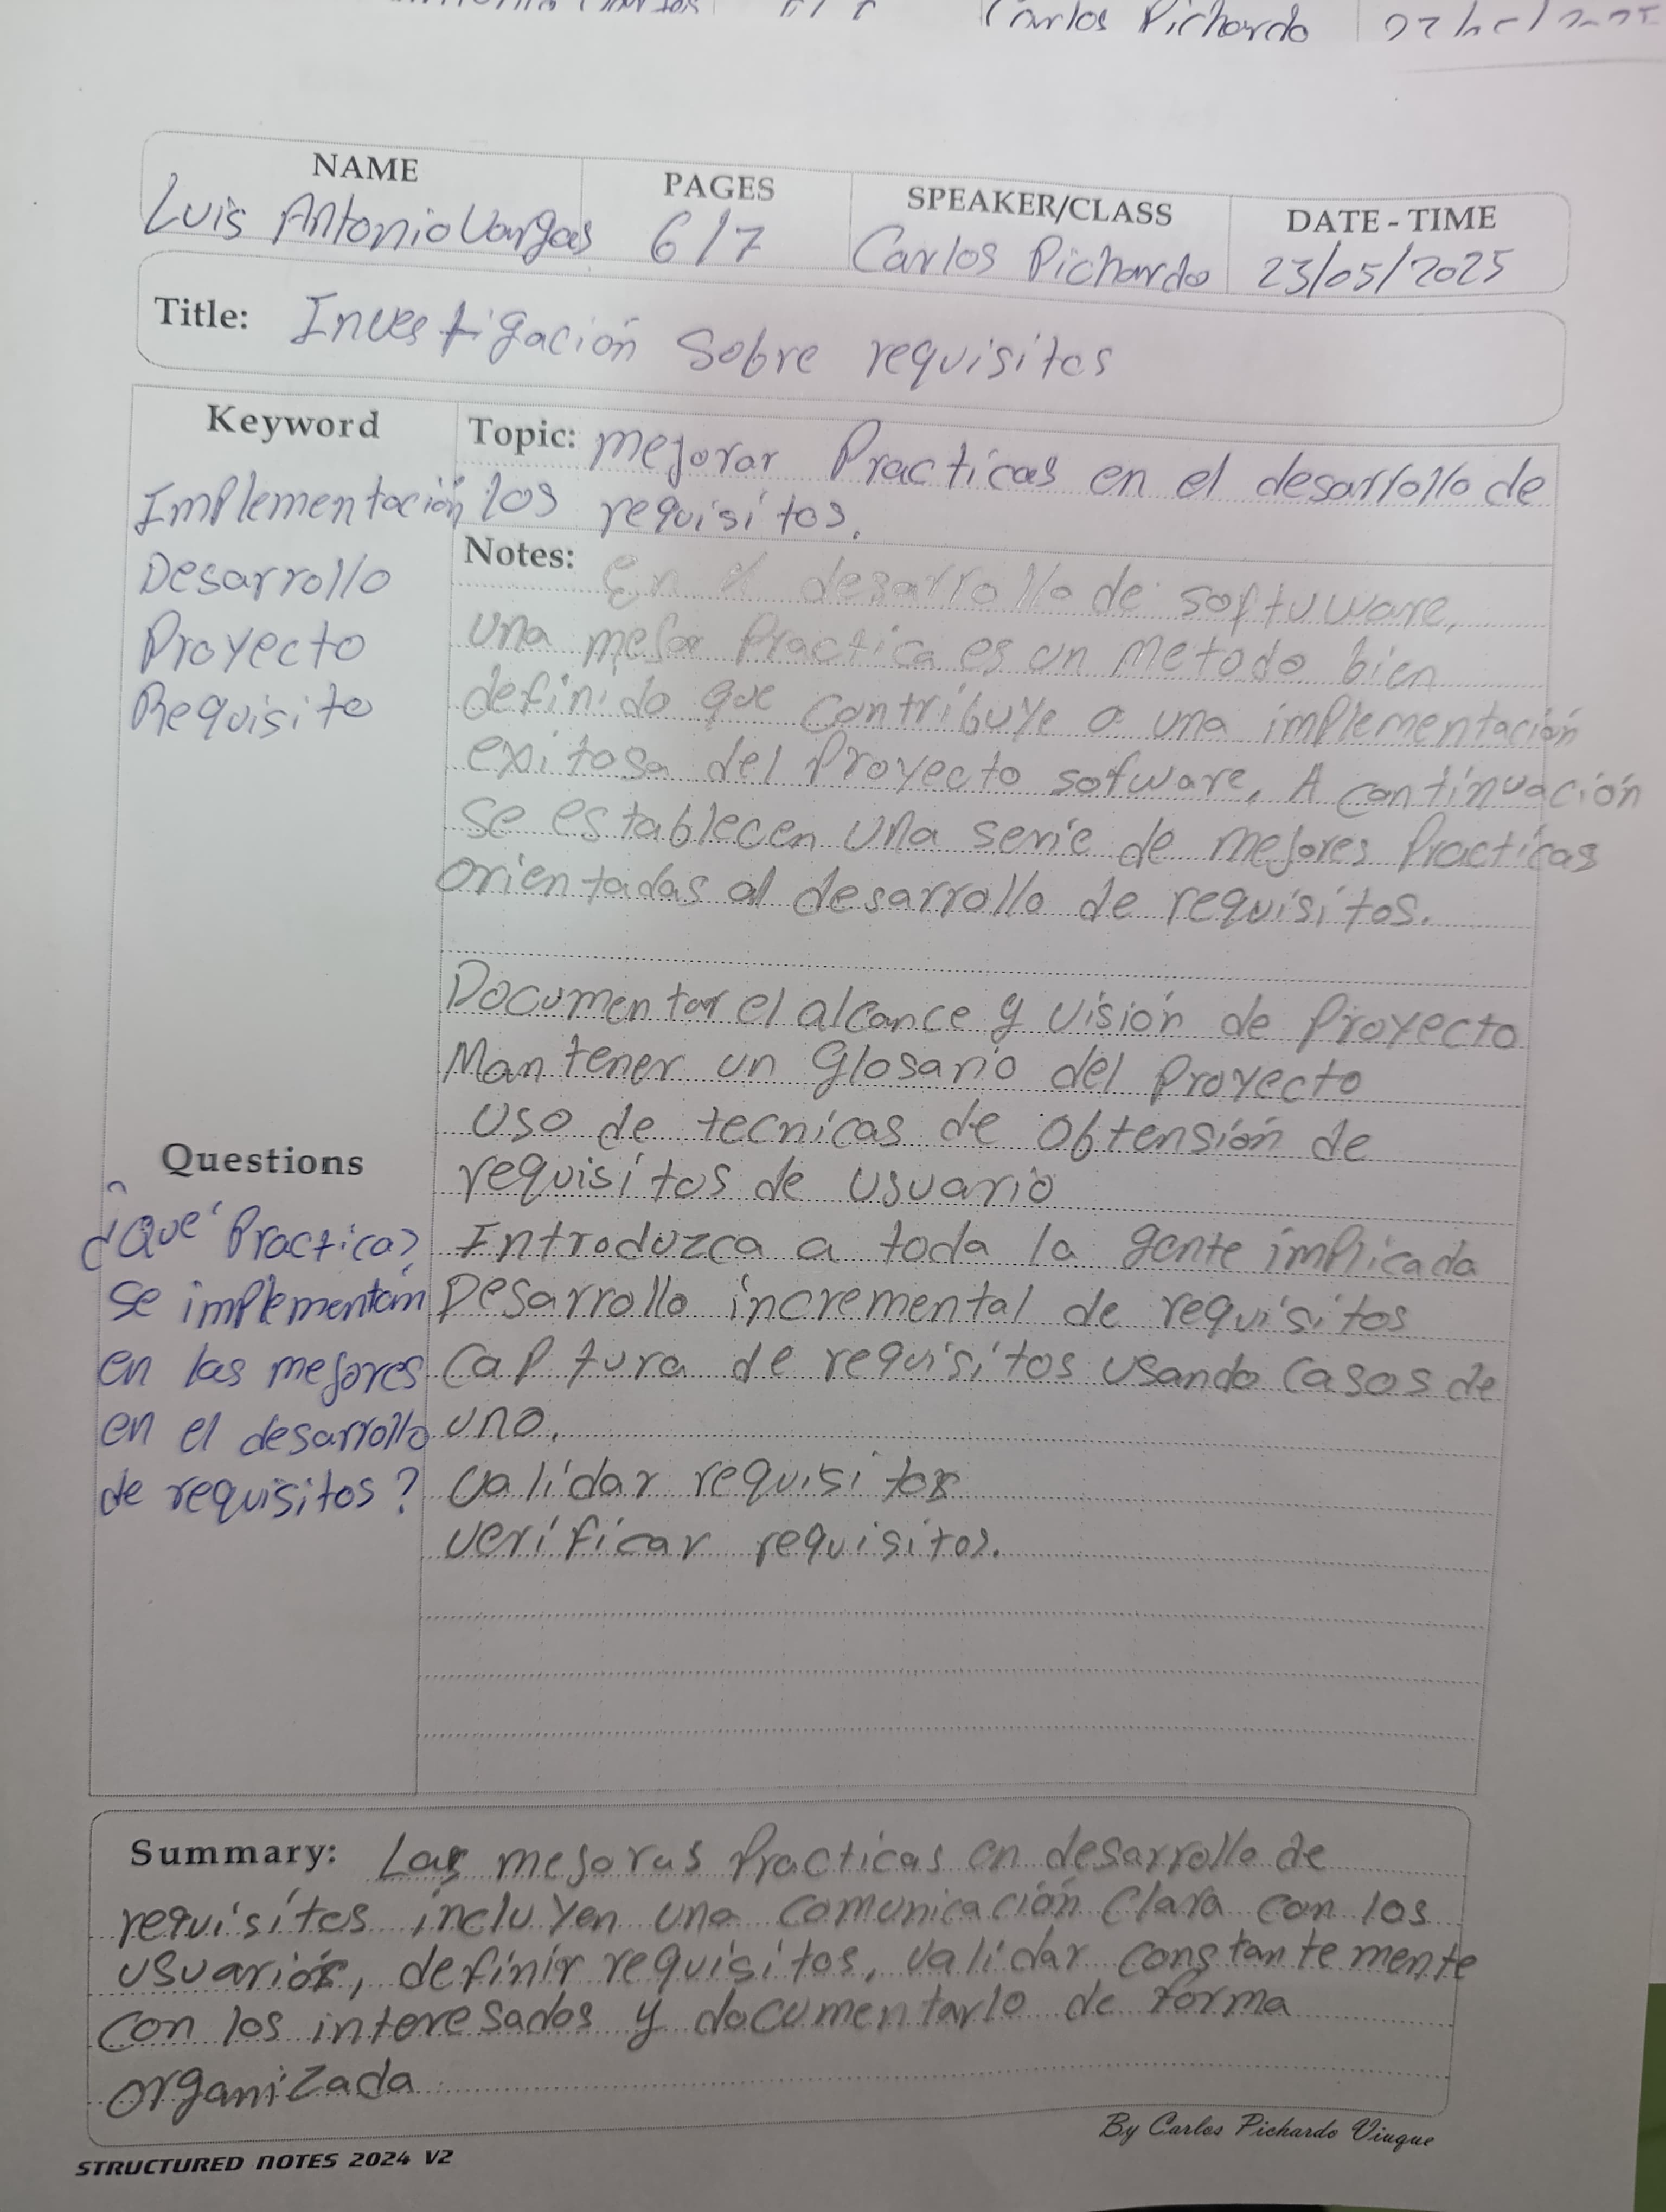 Carlos Pichardo
NAME PAGES SPEAKER/CLASS DATE - TIME
Luis Antonio Vargas 6/7 Carlos Pichardo 23/05/2025
Title: Investigación Sobre requisitos
Keyword
Implementación
Desarrollo
Proyecto
Requisito
Topic: Mejorar Practicas en el desarrollo de
los requisitos.
Notes: En el desarrollo de softuware,
una mejor Practica es un Metodo bien
definido que contribuye a una implementación
exitosa del Proyecto sofware, A continuación
se establecen una serie de mejores Practicas
orientadas al desarrollo de requisitos.
Documentar el alcance y visión de Proyecto
Mantener un Glosario del Proyecto
uso de tecnicas de obtensión de
requisitos de usuario
Introduzca a toda la gente implicada
Desarrollo incremental de requisitos
Captura de requisitos usando casos de
uno.
validar requisitos
verificar requisitos.
Questions
¿Qué Practica?
se implementan
en las mejores
en el desarrollo
de requisitos?
Summary: Las mejoras Practicas en desarrollo de
requisitos incluyen una comunicación Clara con los
usuarios, definir requisitos, validar constantemente
con los interesados y documentarlo de forma
organizada
By Carlos Pichardo Viuque
STRUCTURED NOTES 2024 V2